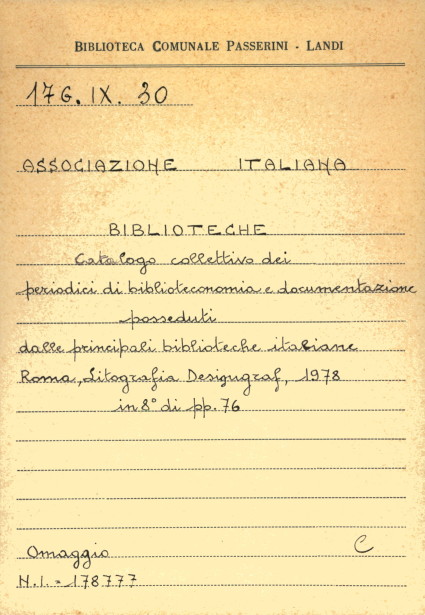 BIBLIOTECA COMUNALE PASSERINI - LANDI
17G. IX. 30
ASSOCIAZIONE ITALIANA
BIBLIOTECHE
Catalogo collettivo dei
periodici di biblioteconomia e documentazione
posseduti
dalle principali biblioteche italiane
Roma, Litografia Designgraf, 1978
in 8° di pp. 76
Omaggio C
N.I. - 178777